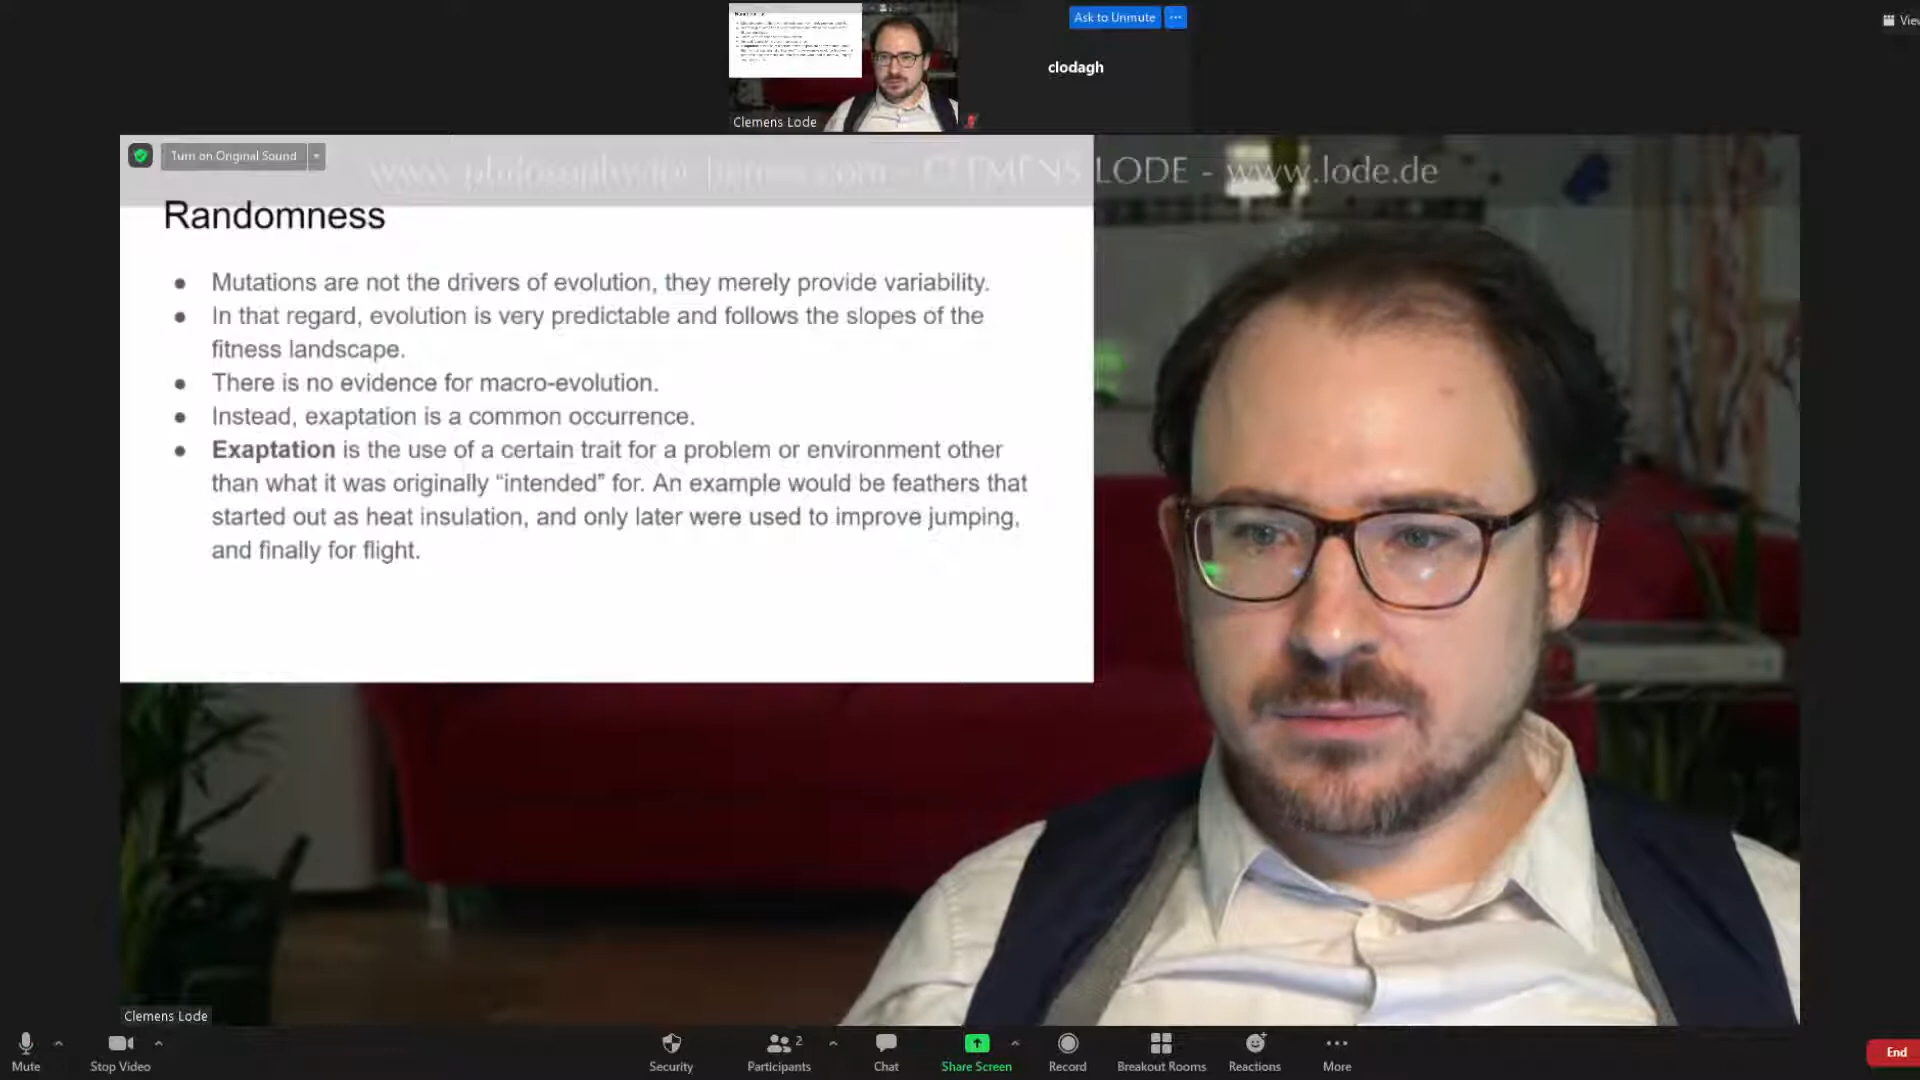 Ask to Unmute
View
clodagh
Clemens Lode
Turn on Original Sound
CLEMENS LODE - www.lode.de
Randomness
● Mutations are not the drivers of evolution, they merely provide variability.
● In that regard, evolution is very predictable and follows the slopes of the
fitness landscape.
● There is no evidence for macro-evolution.
● Instead, exaptation is a common occurrence.
● Exaptation is the use of a certain trait for a problem or environment other
than what it was originally “intended” for. An example would be feathers that
started out as heat insulation, and only later were used to improve jumping,
and finally for flight.
Clemens Lode
Mute
Stop Video
Security
Participants 2
Chat
Share Screen
Record
Breakout Rooms
Reactions
More
End